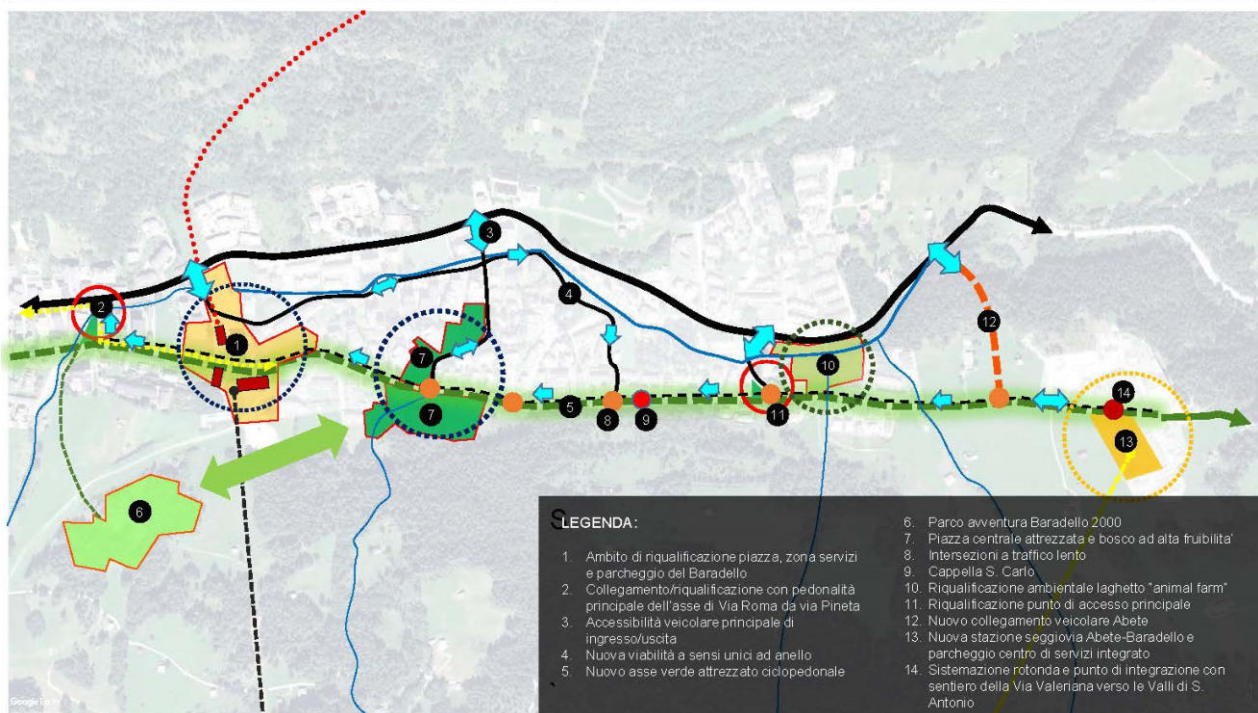 3
2
4
1
12
7
10
14
7
5
8
9
11
13
6
LEGENDA:
1. Ambito di riqualificazione piazza, zona servizi
e parcheggio del Baradello
2. Collegamento/riqualificazione con pedonalità
principale dell'asse di Via Roma da via Pineta
3. Accessibilità veicolare principale di
ingresso/uscita
4. Nuova viabilità a sensi unici ad anello
5. Nuovo asse verde attrezzato ciclopedonale
6. Parco avventura Baradello 2000
7. Piazza centrale attrezzata e bosco ad alta fruibilita'
8. Intersezioni a traffico lento
9. Cappella S. Carlo
10. Riqualificazione ambientale laghetto "animal farm"
11. Riqualificazione punto di accesso principale
12. Nuovo collegamento veicolare Abete
13. Nuova stazione seggiovia Abete-Baradello e
parcheggio centro di servizi integrato
14. Sistemazione rotonda e punto di integrazione con
sentiero della Via Valeriana verso le Valli di S.
Antonio
S
S